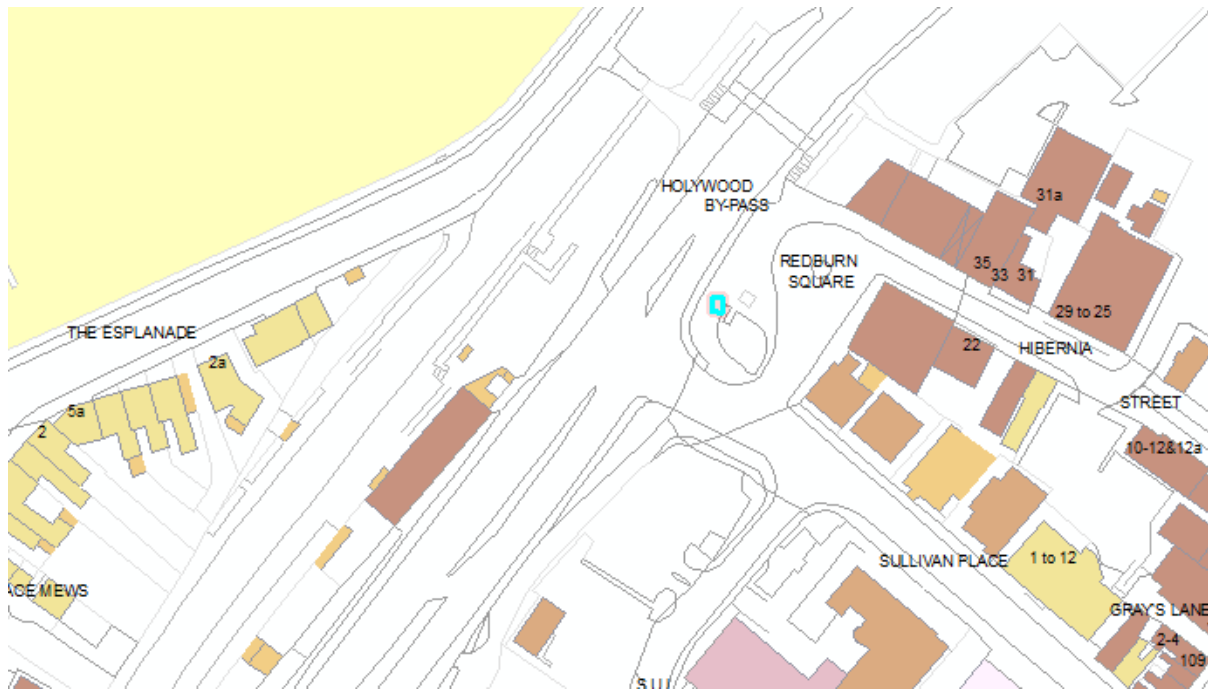 HOLYWOOD
BY-PASS
31a
REDBURN
SQUARE
35
33
31
29 to 25
THE ESPLANADE
22
HIBERNIA
2a
5a
2
STREET
10-12&12a
SULLIVAN PLACE
1 to 12
ACE MEWS
GRAY'S LANE
2-4
109